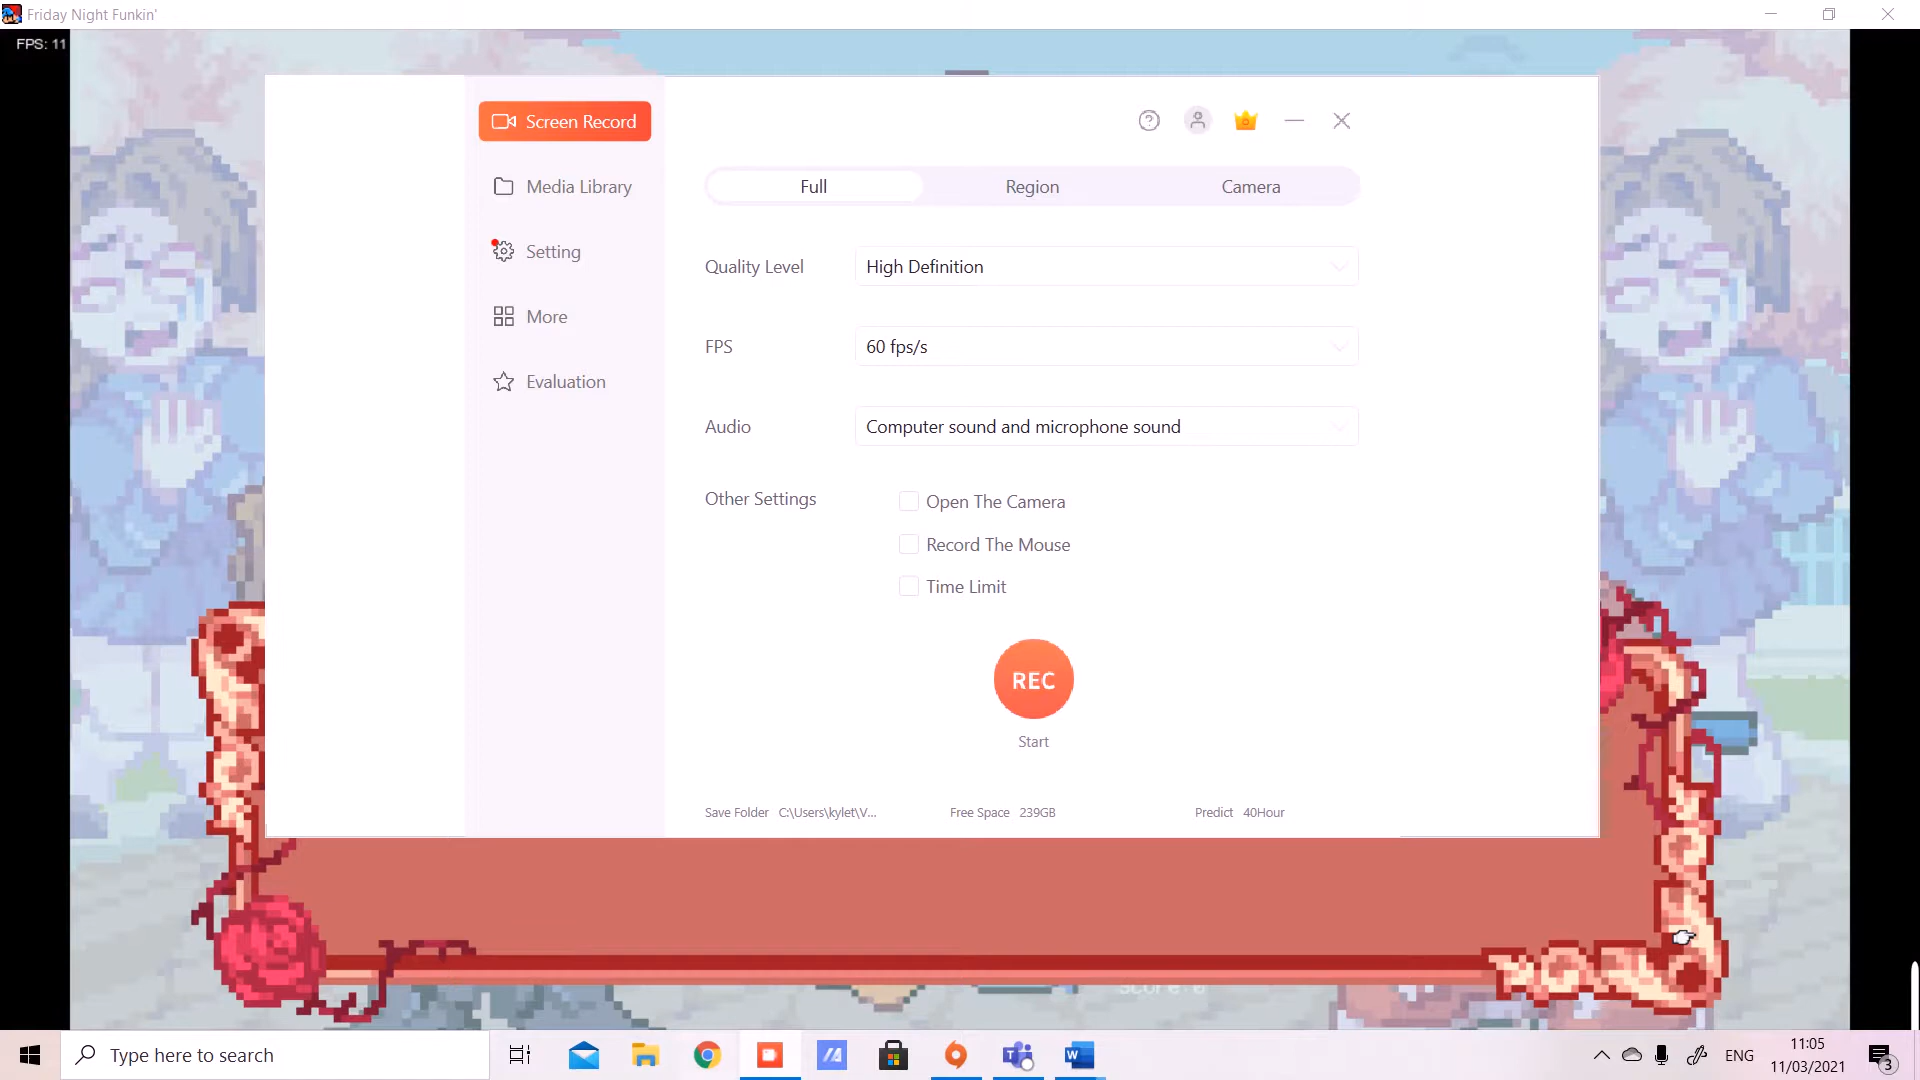 Friday Night Funkin'
FPS: 11
Screen Record
Media Library
Setting
More
Evaluation
Full
Region
Camera
Quality Level
High Definition
FPS
60 fps/s
Audio
Computer sound and microphone sound
Other Settings
Open The Camera
Record The Mouse
Time Limit
REC
Start
Save Folder C:\Users\kylet\V...
Free Space 239GB
Predict 40Hour
Score:0
Type here to search
W
ENG
11:05
11/03/2021
3